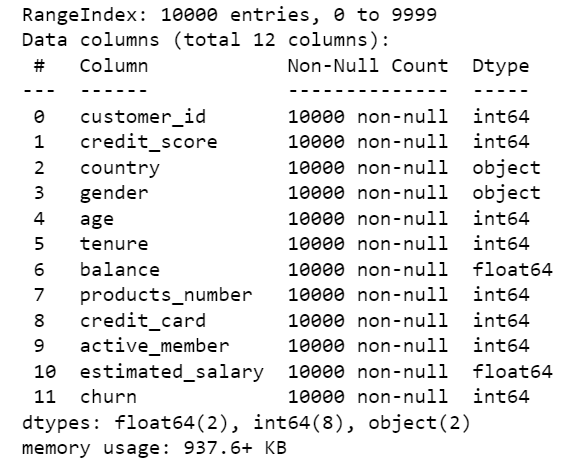 RangeIndex: 10000 entries, 0 to 9999
Data columns (total 12 columns):
 #   Column            Non-Null Count  Dtype
---  ------            --------------  -----
 0   customer_id       10000 non-null  int64
 1   credit_score      10000 non-null  int64
 2   country           10000 non-null  object
 3   gender            10000 non-null  object
 4   age               10000 non-null  int64
 5   tenure            10000 non-null  int64
 6   balance           10000 non-null  float64
 7   products_number   10000 non-null  int64
 8   credit_card       10000 non-null  int64
 9   active_member     10000 non-null  int64
 10  estimated_salary  10000 non-null  float64
 11  churn             10000 non-null  int64
dtypes: float64(2), int64(8), object(2)
memory usage: 937.6+ KB